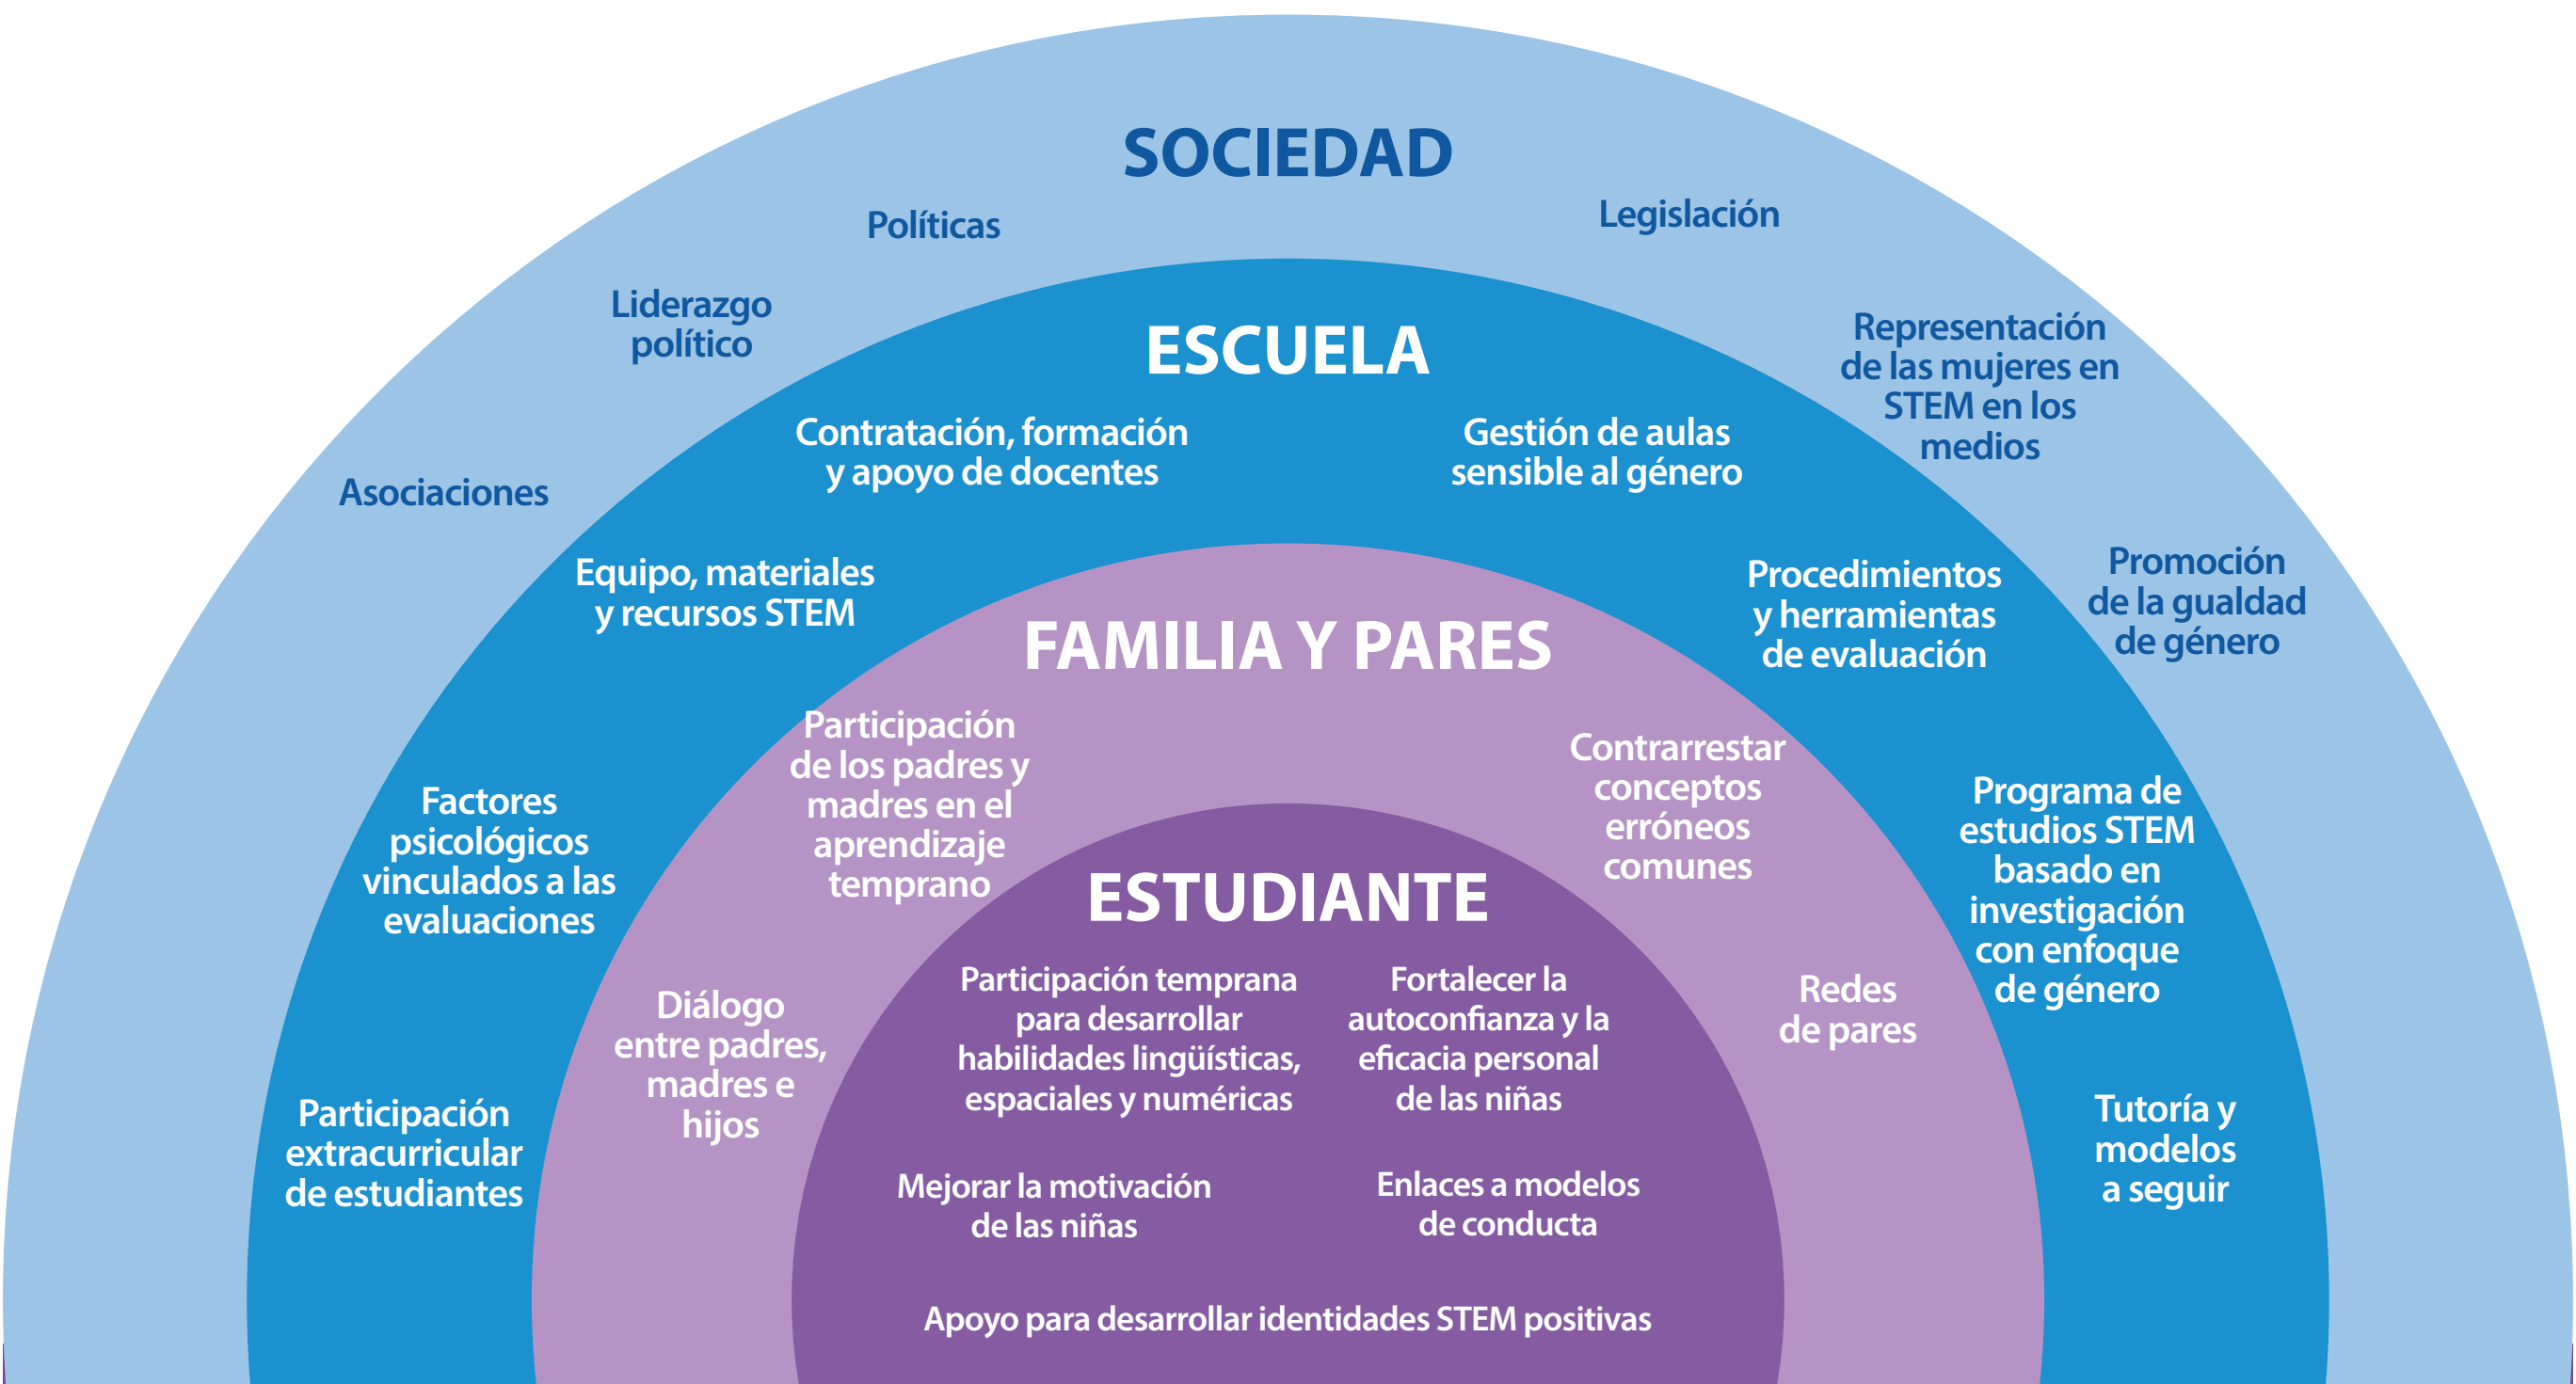 SOCIEDAD
Políticas
Legislación
Liderazgo
político
Representación
de las mujeres en
STEM en los
medios
Asociaciones
Promoción
de la gualdad
de género
ESCUELA
Contratación, formación
y apoyo de docentes
Gestión de aulas
sensible al género
Equipo, materiales
y recursos STEM
Procedimientos
y herramientas
de evaluación
Factores
psicológicos
vinculados a las
evaluaciones
Programa de
estudios STEM
basado en
investigación
con enfoque
de género
Participación
extracurricular
de estudiantes
Tutoría y
modelos
a seguir
FAMILIA Y PARES
Participación
de los padres y
madres en el
aprendizaje
temprano
Contrarrestar
conceptos
erróneos
comunes
Diálogo
entre padres,
madres e
hijos
Redes
de pares
ESTUDIANTE
Participación temprana
para desarrollar
habilidades lingüísticas,
espaciales y numéricas
Fortalecer la
autoconfianza y la
eficacia personal
de las niñas
Mejorar la motivación
de las niñas
Enlaces a modelos
de conducta
Apoyo para desarrollar identidades STEM positivas